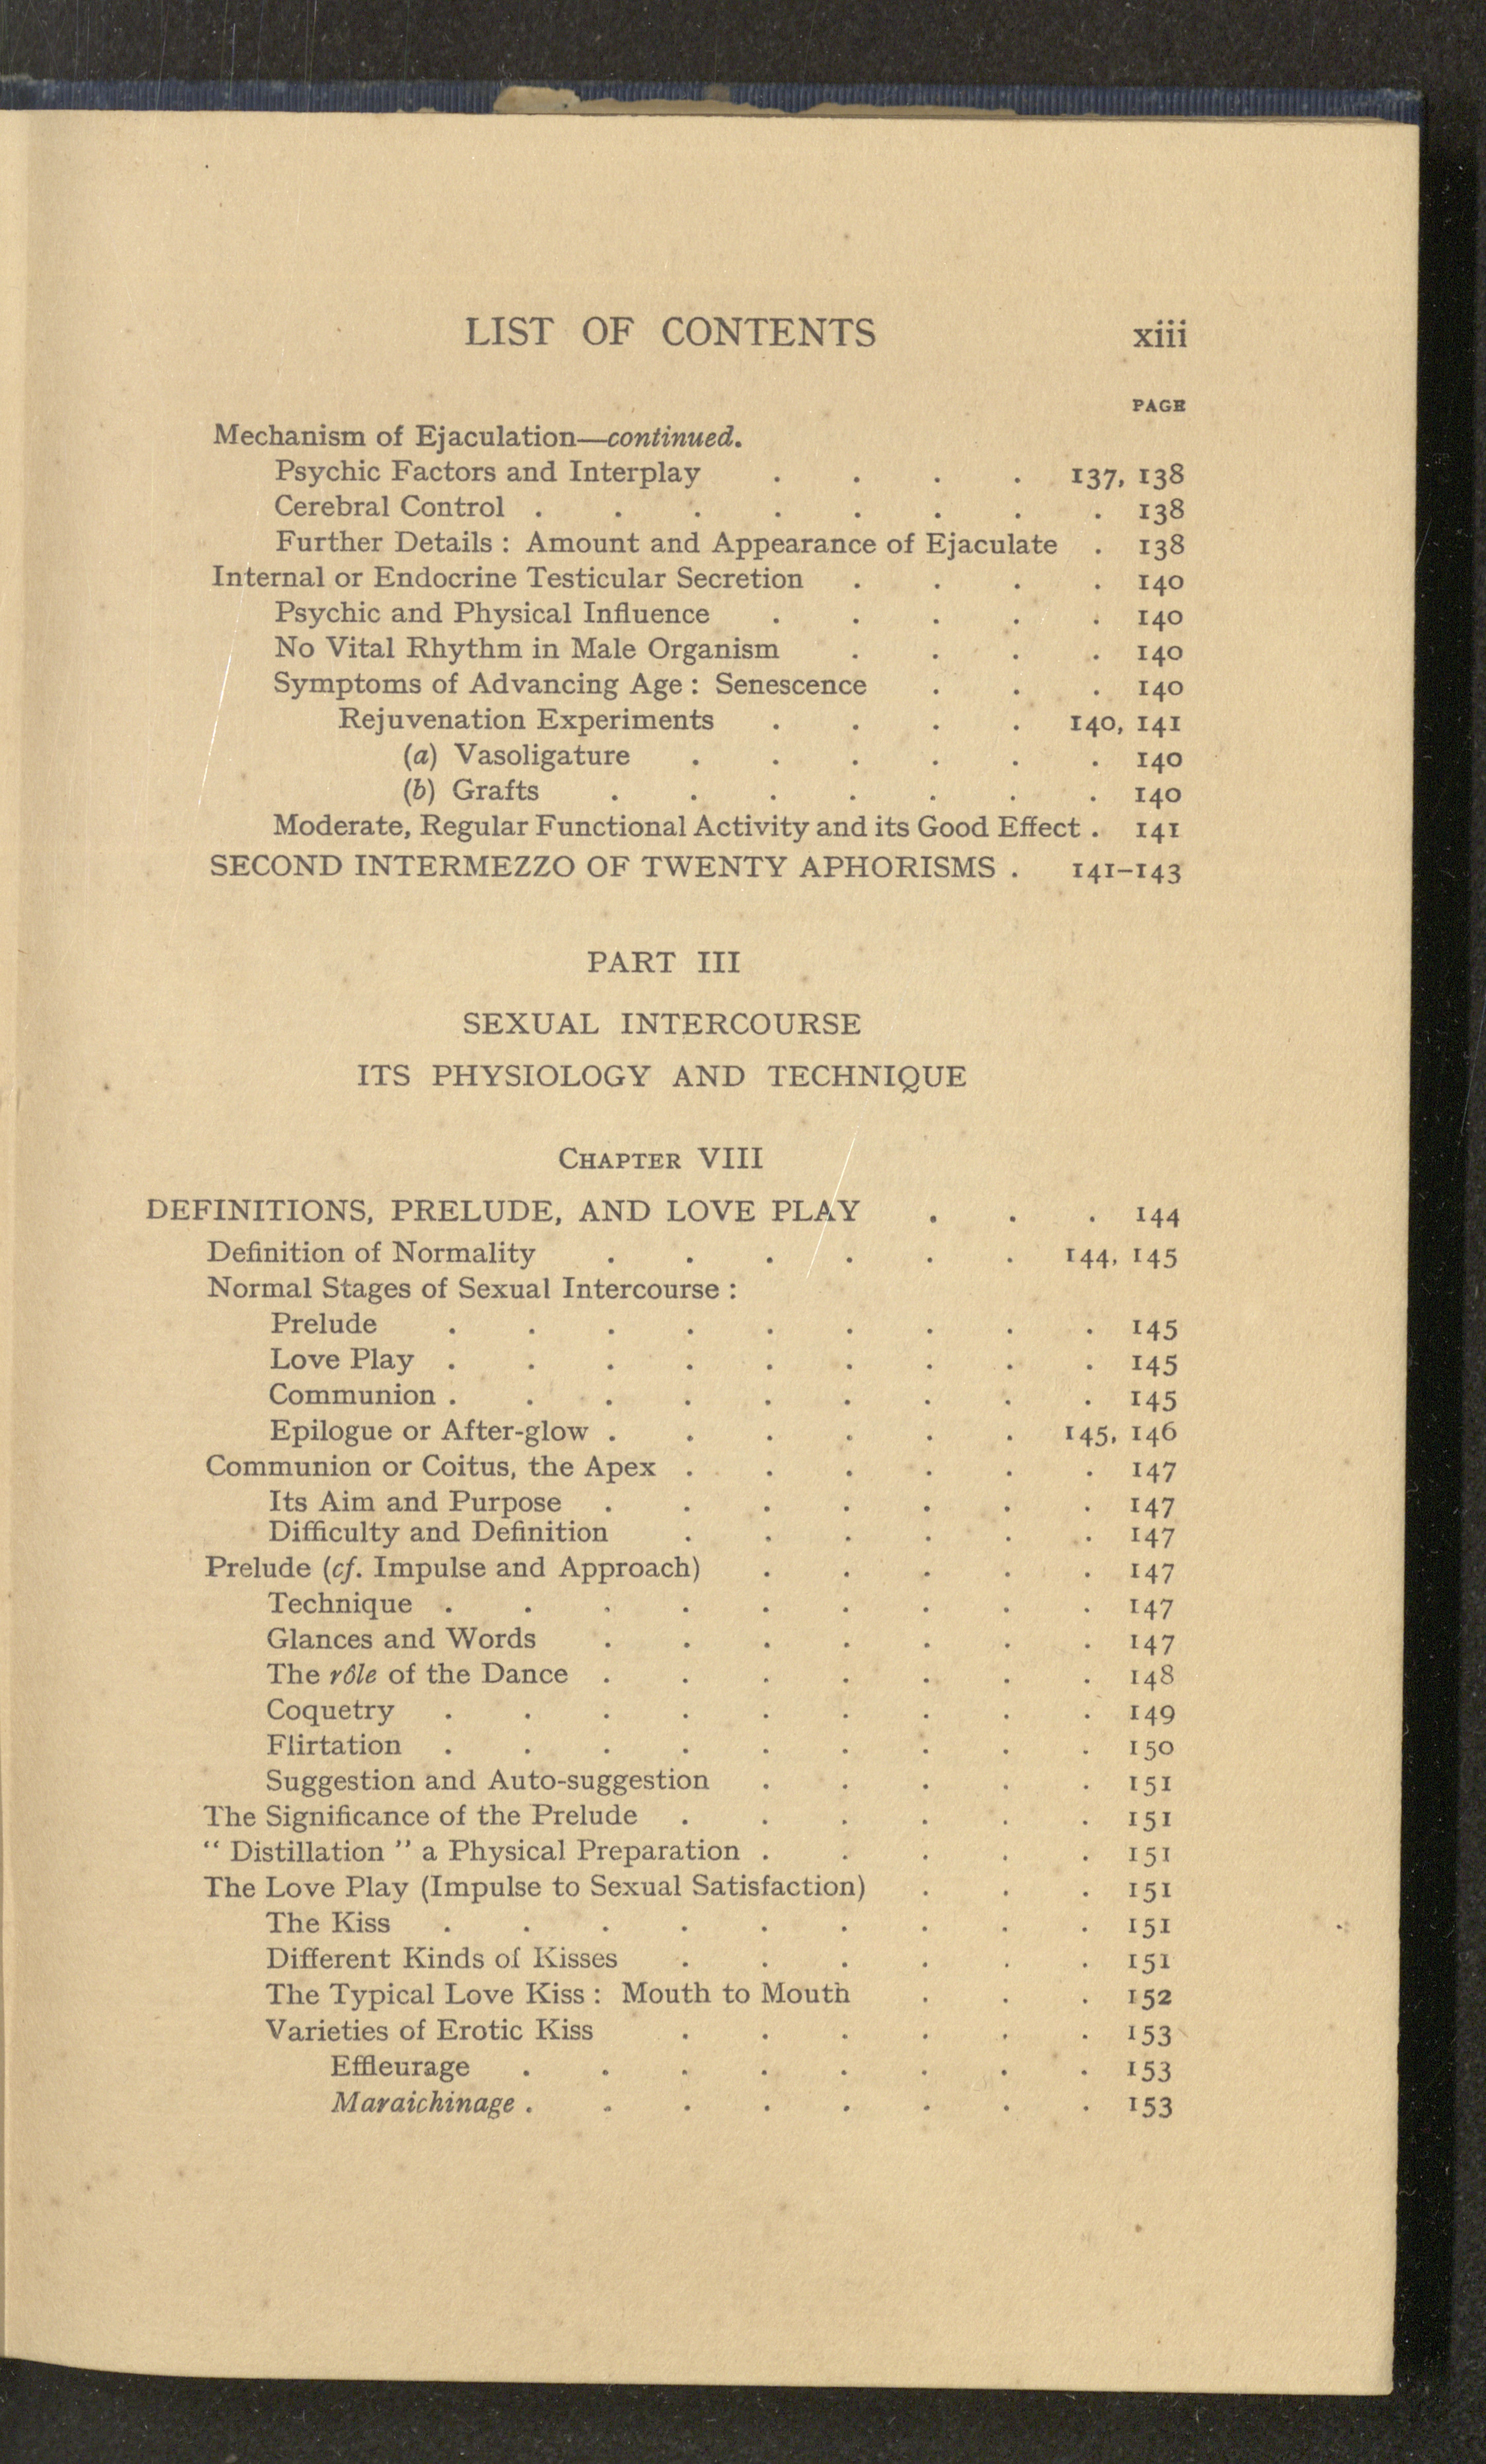 LIST OF CONTENTS xiii
PAGE
Mechanism of Ejaculation—continued.
Psychic Factors and Interplay . . . . 137, 138
Cerebral Control . . . . . . . . 138
Further Details : Amount and Appearance of Ejaculate . 138
Internal or Endocrine Testicular Secretion . . . . 140
Psychic and Physical Influence . . . . . 140
No Vital Rhythm in Male Organism . . . . 140
Symptoms of Advancing Age : Senescence . . . 140
Rejuvenation Experiments . . . . 140, 141
(a) Vasoligature . . . . . . 140
(b) Grafts . . . . . . . 140
Moderate, Regular Functional Activity and its Good Effect . 141
SECOND INTERMEZZO OF TWENTY APHORISMS . 141–143
PART III
SEXUAL INTERCOURSE
ITS PHYSIOLOGY AND TECHNIQUE
CHAPTER VIII
DEFINITIONS, PRELUDE, AND LOVE PLAY . . . 144
Definition of Normality . . . . . . 144, 145
Normal Stages of Sexual Intercourse :
Prelude . . . . . . . . . 145
Love Play . . . . . . . . . 145
Communion . . . . . . . . . 145
Epilogue or After-glow . . . . . . 145, 146
Communion or Coitus, the Apex . . . . . . 147
Its Aim and Purpose . . . . . . . 147
Difficulty and Definition . . . . . . 147
Prelude (cf. Impulse and Approach) . . . . . 147
Technique . . . . . . . . . 147
Glances and Words . . . . . . . 147
The rôle of the Dance . . . . . . . 148
Coquetry . . . . . . . . . 149
Flirtation . . . . . . . . . 150
Suggestion and Auto-suggestion . . . . . 151
The Significance of the Prelude . . . . . . 151
“ Distillation ” a Physical Preparation . . . . . 151
The Love Play (Impulse to Sexual Satisfaction) . . . 151
The Kiss . . . . . . . . . 151
Different Kinds of Kisses . . . . . . 151
The Typical Love Kiss : Mouth to Mouth . . . 152
Varieties of Erotic Kiss . . . . . . 153
Effleurage . . . . . . . . 153
Maraichinage . . . . . . . . 153